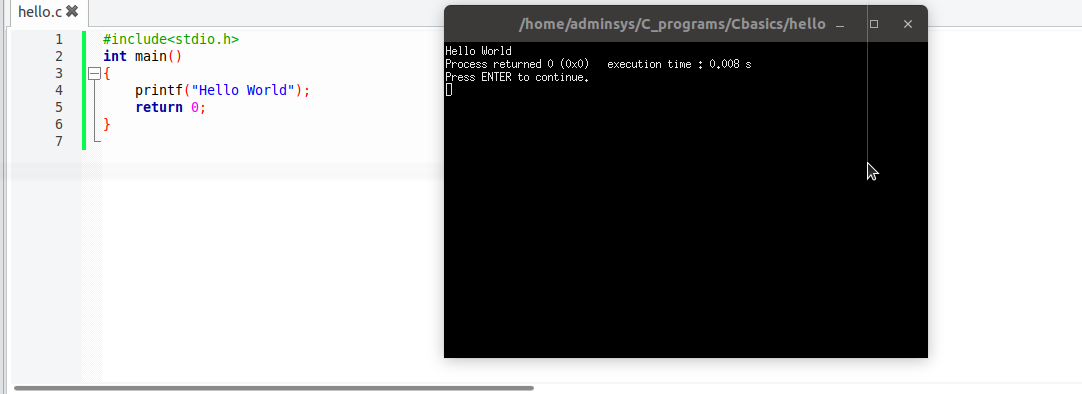 hello.c
1 #include<stdio.h>
2 int main()
3 {
4 printf("Hello World");
5 return 0;
6 }
7
/home/adminsys/C_programs/Cbasics/hello
Hello World
Process returned 0 (0x0)   execution time : 0.008 s
Press ENTER to continue.